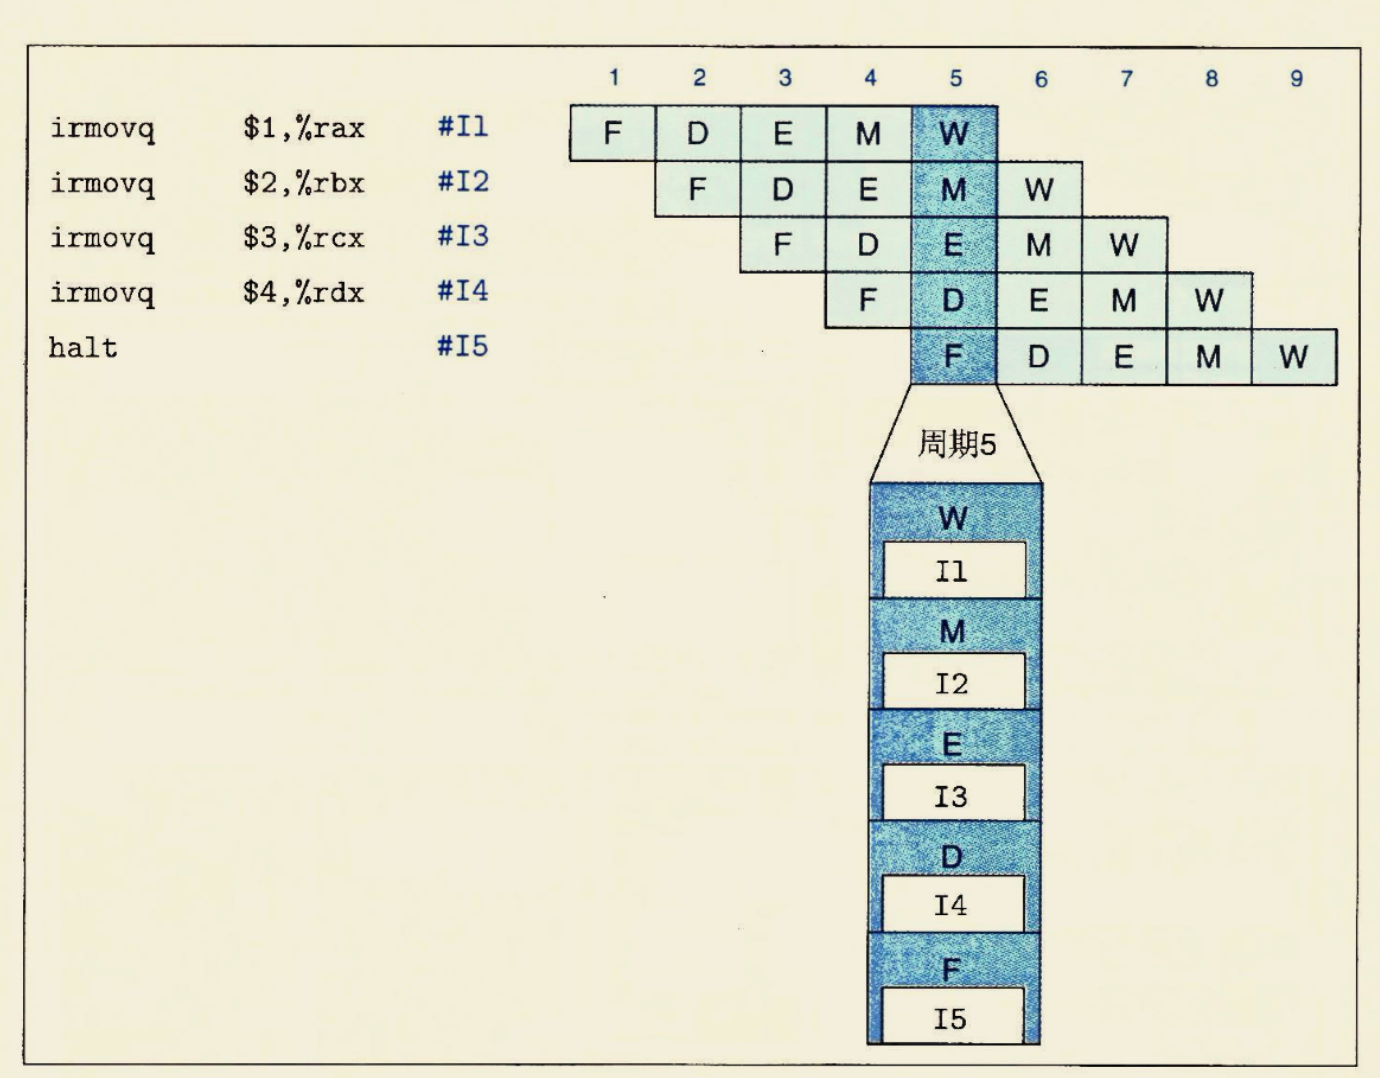 1 2 3 4 5 6 7 8 9
irmovq $1,%rax #I1 F D E M W
irmovq $2,%rbx #I2 F D E M W
irmovq $3,%rcx #I3 F D E M W
irmovq $4,%rdx #I4 F D E M W
halt #I5 F D E M W
周期5
W
I1
M
I2
E
I3
D
I4
F
I5